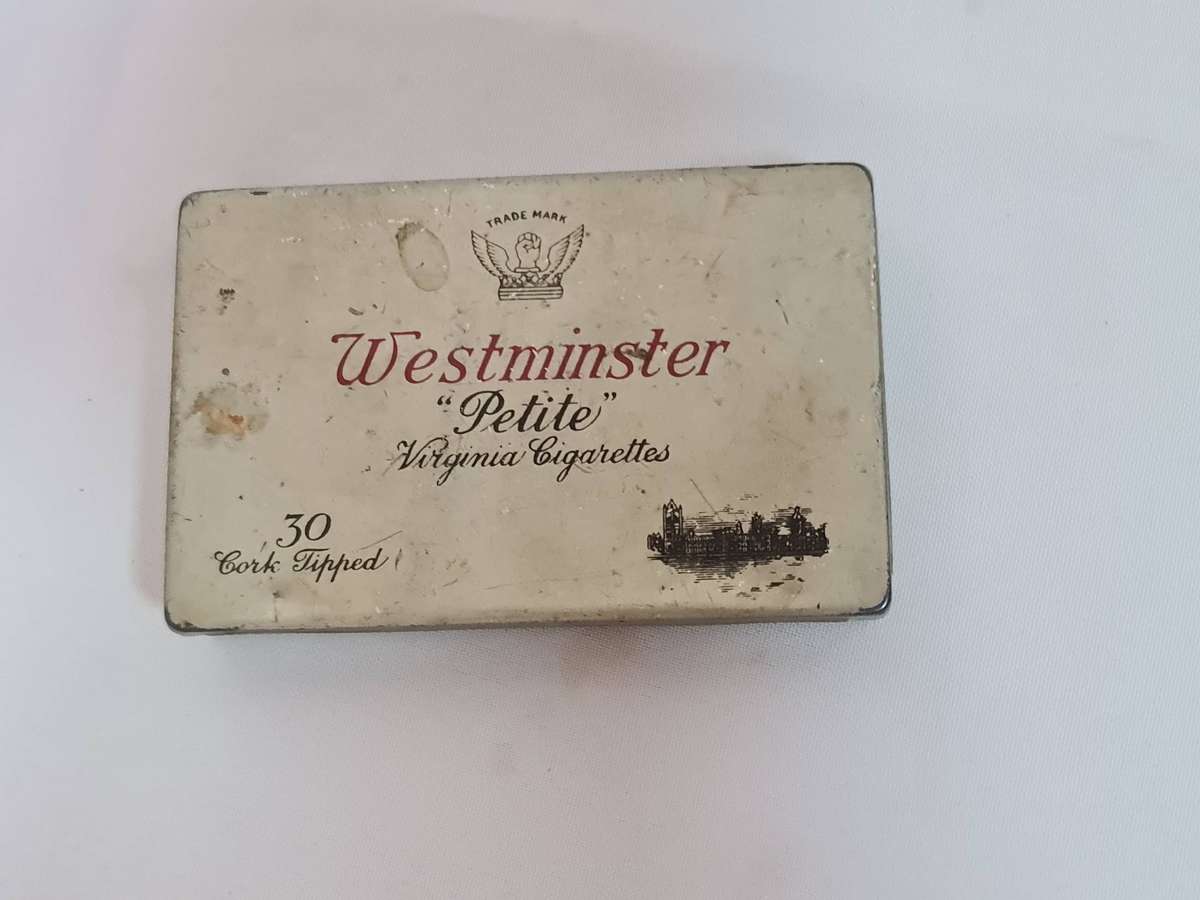 TRADE MARK
Westminster
"Petite"
Virginia Cigarettes
30
Cork Tipped